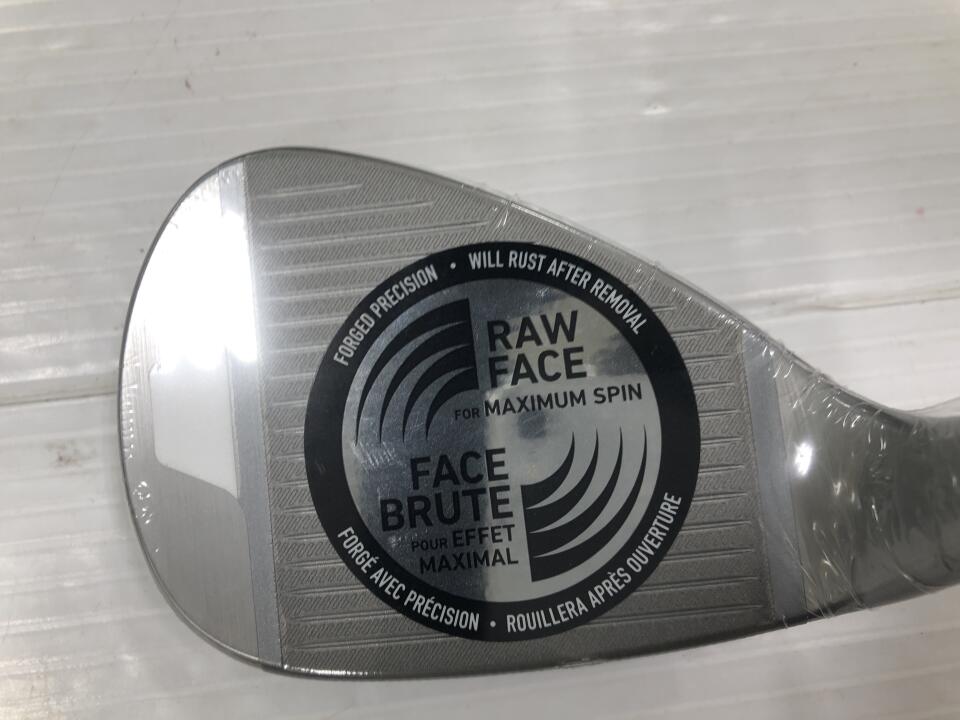 FORGED PRECISION • WILL RUST AFTER REMOVAL
RAW
FACE
FOR MAXIMUM SPIN
FACE
BRUTE
POUR EFFET
MAXIMAL
FORGÉ AVEC PRÉCISION • ROUILLERA APRÈS OUVERTURE